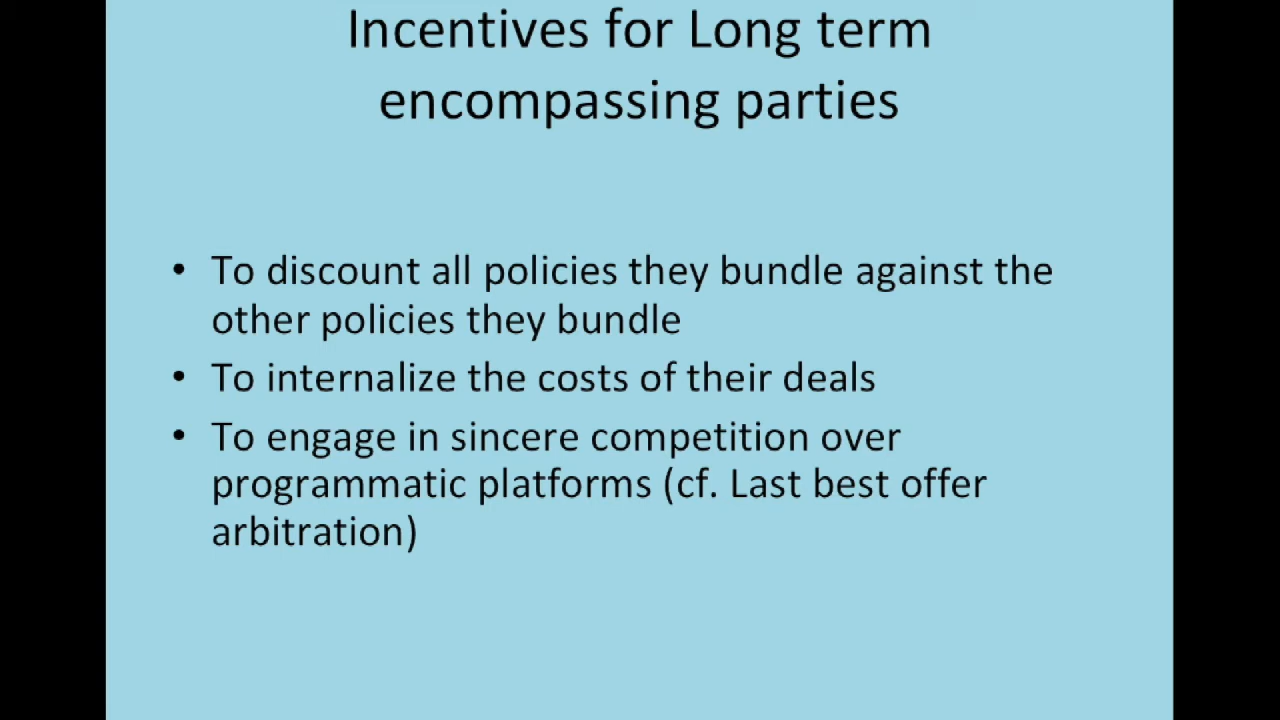 Incentives for Long term
encompassing parties
• To discount all policies they bundle against the
other policies they bundle
• To internalize the costs of their deals
• To engage in sincere competition over
programmatic platforms (cf. Last best offer
arbitration)